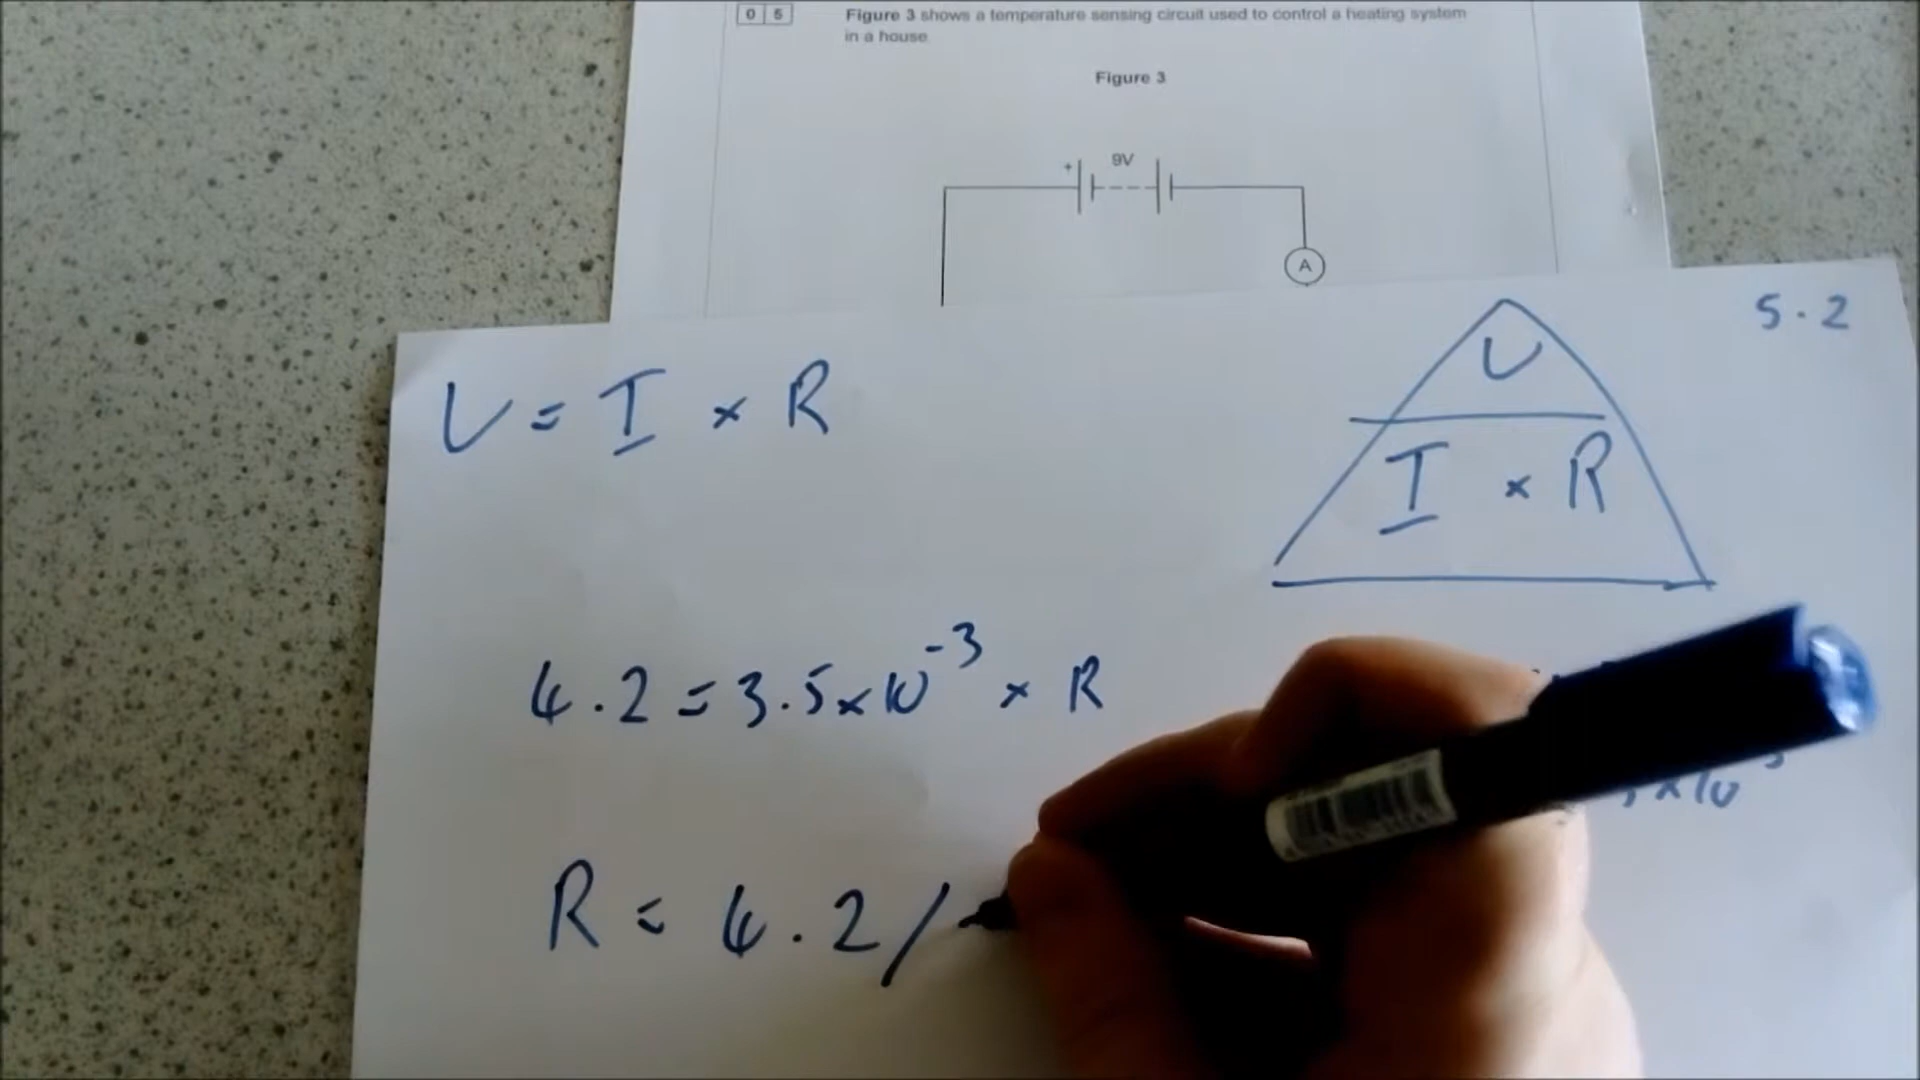 0 5
Figure 3 shows a temperature sensing circuit used to control a heating system
in a house
Figure 3
+ 9V
A
5.2
V = I × R
V
I × R
4.2 = 3.5×10⁻³ × R
×10
R = 4.2/